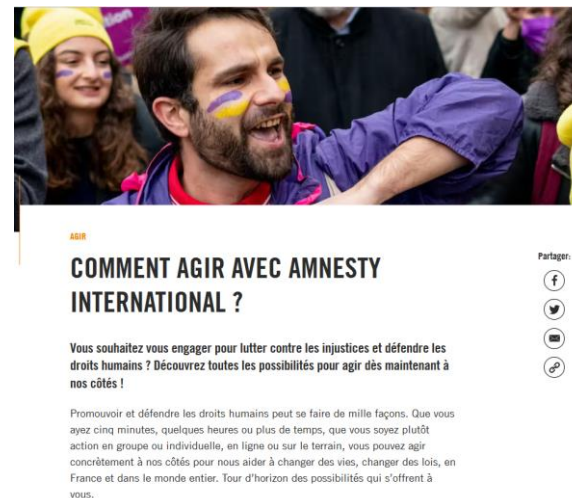 AGIR
COMMENT AGIR AVEC AMNESTY
INTERNATIONAL ?
Partager:
Vous souhaitez vous engager pour lutter contre les injustices et défendre les
droits humains ? Découvrez toutes les possibilités pour agir dès maintenant à
nos côtés !
Promouvoir et défendre les droits humains peut se faire de mille façons. Que vous
ayez cinq minutes, quelques heures ou plus de temps, que vous soyez plutôt
action en groupe ou individuelle, en ligne ou sur le terrain, vous pouvez agir
concrètement à nos côtés pour nous aider à changer des vies, changer des lois, en
France et dans le monde entier. Tour d'horizon des possibilités qui s'offrent à
vous.